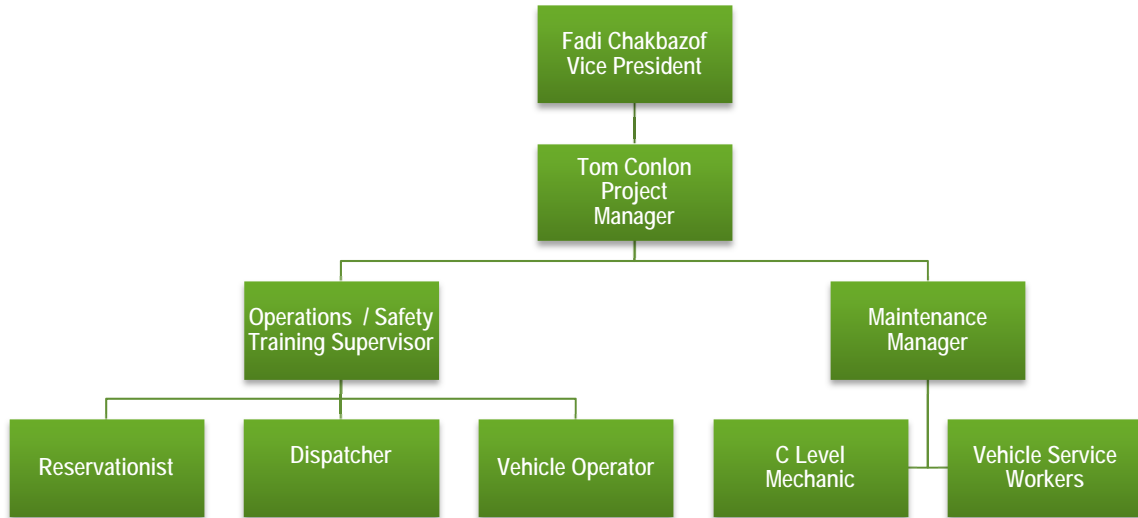 Fadi Chakbazof
Vice President
Tom Conlon
Project
Manager
Operations / Safety
Training Supervisor
Maintenance
Manager
Reservationist
Dispatcher
Vehicle Operator
C Level
Mechanic
Vehicle Service
Workers